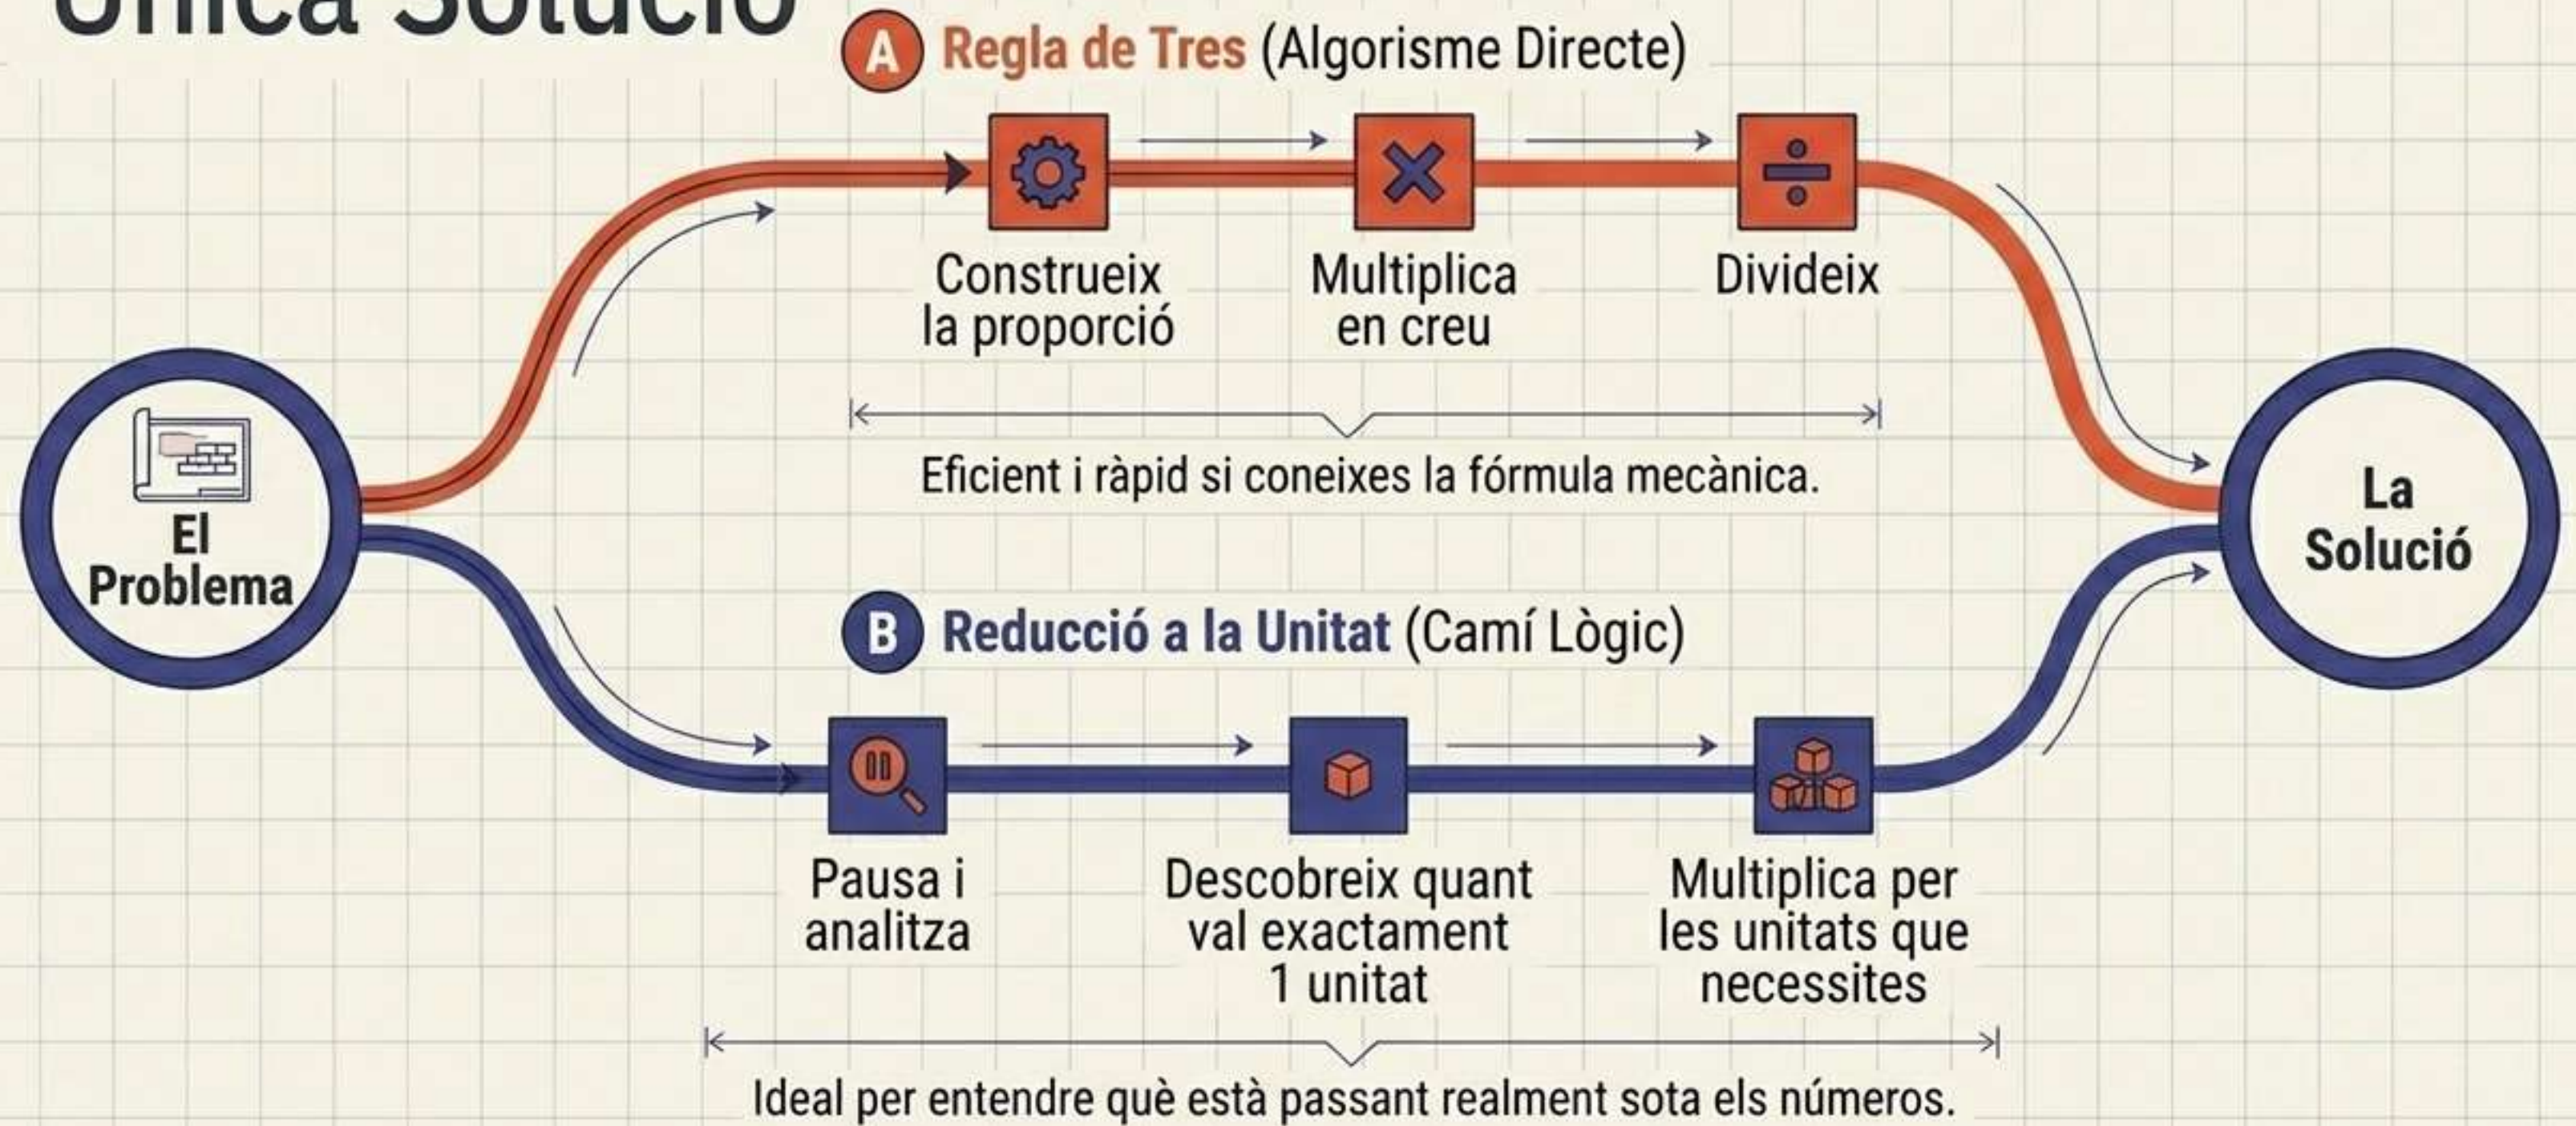 Única Solució
A Regla de Tres (Algorisme Directe)
Construeix
la proporció
Multiplica
en creu
Divideix
Eficient i ràpid si coneixes la fórmula mecànica.
El
Problema
La
Solució
B Reducció a la Unitat (Camí Lògic)
Pausa i
analitza
Descobreix quant
val exactament
1 unitat
Multiplica per
les unitats que
necessites
Ideal per entendre què està passant realment sota els números.